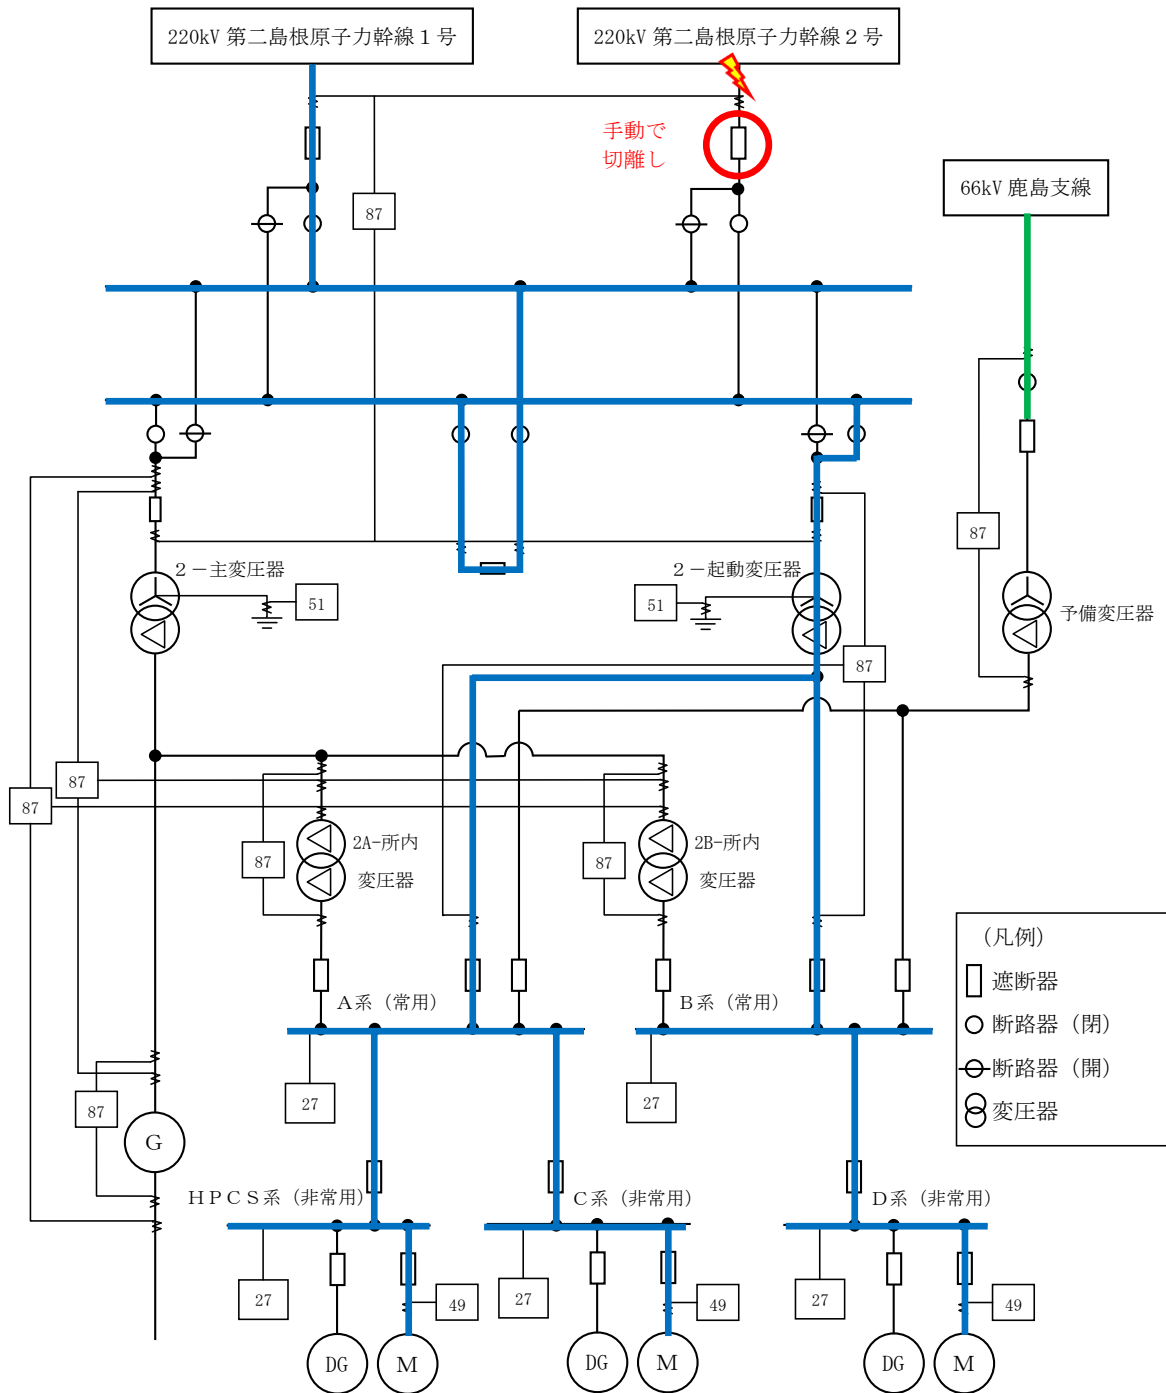 220kV 第二島根原子力幹線１号
220kV 第二島根原子力幹線２号
手動で
切離し
66kV 鹿島支線
87
87
２－主変圧器
51
２－起動変圧器
51
予備変圧器
87
87
87
2A-所内
変圧器
87
2B-所内
変圧器
87
（凡例）
遮断器
断路器（閉）
断路器（開）
変圧器
Ａ系（常用）
Ｂ系（常用）
27
27
87
G
ＨＰＣＳ系（非常用）
Ｃ系（非常用）
Ｄ系（非常用）
27
49
27
49
27
49
DG
M
DG
M
DG
M